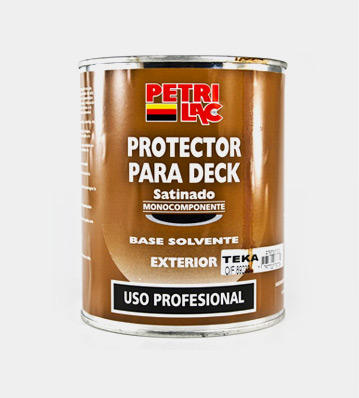 PETRI
LAC
PROTECTOR
PARA DECK
Satinado
MONOCOMPONENTE
BASE SOLVENTE
EXTERIOR
TEKA
USO PROFESIONAL